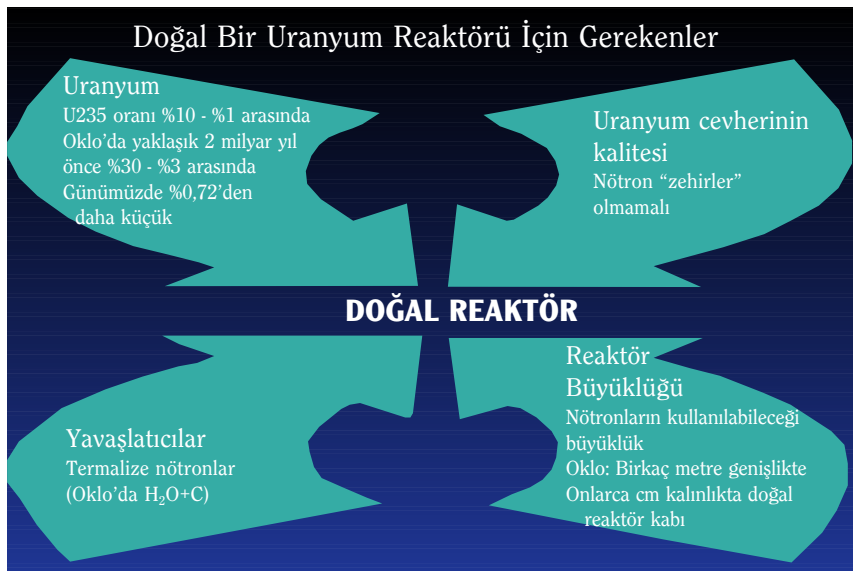 Doğal Bir Uranyum Reaktörü İçin Gerekenler
Uranyum
U235 oranı %10 - %1 arasında
Oklo’da yaklaşık 2 milyar yıl
önce %30 - %3 arasında
Günümüzde %0,72’den
daha küçük
Uranyum cevherinin
kalitesi
Nötron “zehirler”
olmamalı
DOĞAL REAKTÖR
Yavaşlatıcılar
Termalize nötronlar
(Oklo’da H₂O+C)
Reaktör
Büyüklüğü
Nötronların kullanılabileceği
büyüklük
Oklo: Birkaç metre genişlikte
Onlarca cm kalınlıkta doğal
reaktör kabı